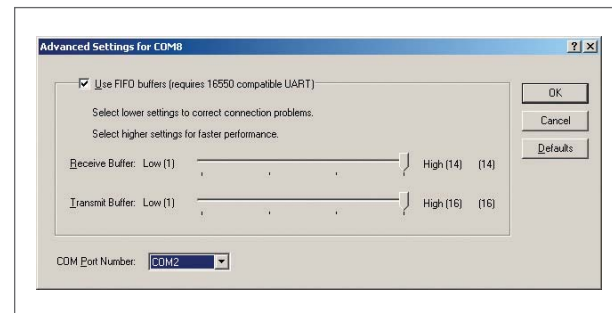 Advanced Settings for COM8
Use FIFO buffers (requires 16550 compatible UART)
OK
Select lower settings to correct connection problems.
Cancel
Select higher settings for faster performance.
Defaults
Receive Buffer: Low (1) High (14) (14)
Transmit Buffer: Low (1) High (16) (16)
COM Port Number: COM2